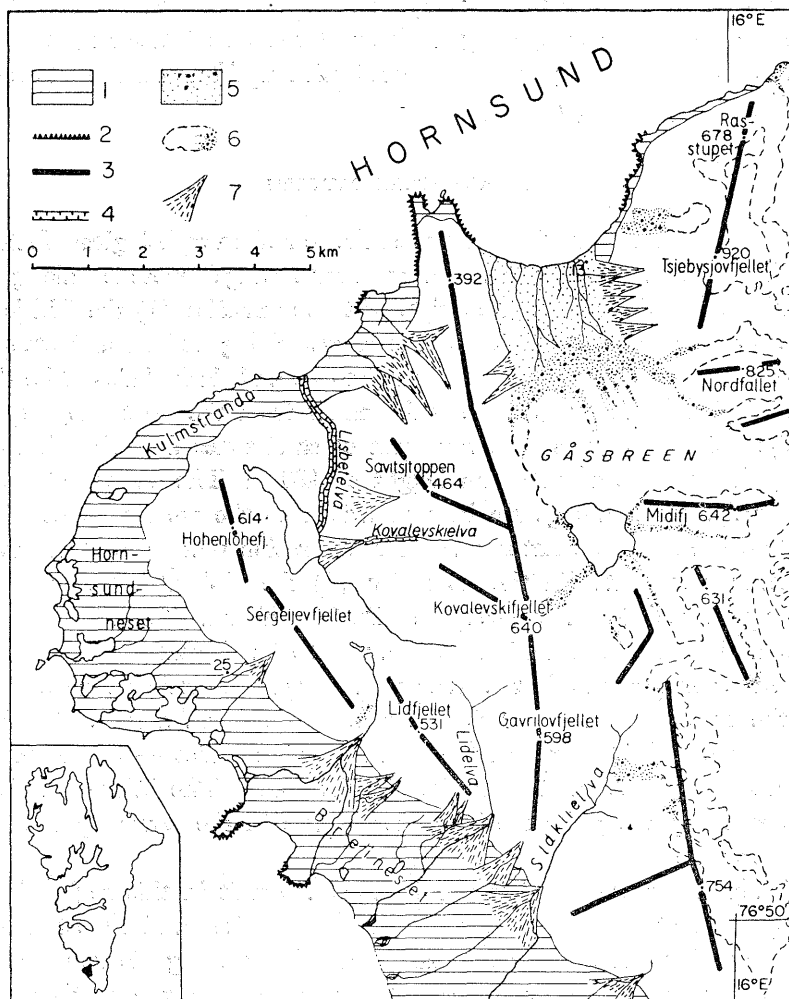 16°E
HORNSUND
1
2
3
4
5
6
7
0 1 2 3 4 5 km
Ras-
678
stupet
920
Tsjebysjovfjellet
13
392
825
Nordfallet
Kulmstranda
Lisbetelva
GÅSBREEN
Savitsjtoppen
464
Midifj. 642
614
Hohenlohefj.
Kovalevskielva
Horn-
sund-
neset
Sergeijevfjellet
Kovalevskifjellet
640
631
25
Lidfjellet
531
Lidelva
Gavrilovfjellet
598
Slaklielva
754
76°50
16°E